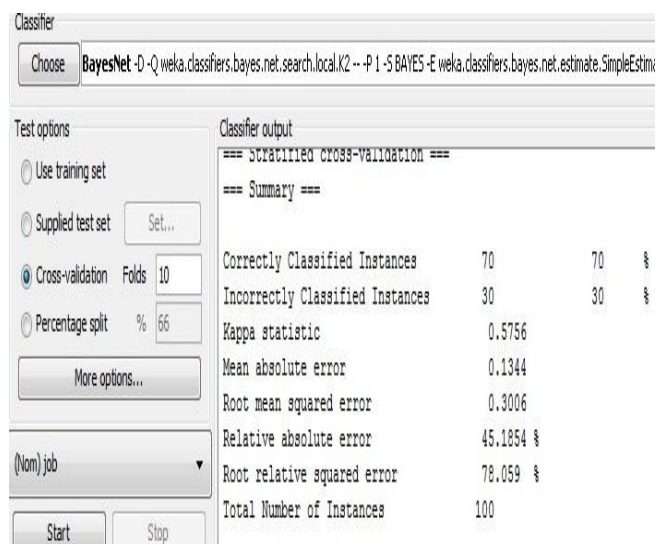 Classifier
Choose BayesNet -D -Q weka.classifiers.bayes.net.search.local.K2 -- -P 1 -S BAYES -E weka.classifiers.bayes.net.estimate.SimpleEstima
Test options
Use training set
Supplied test set Set...
Cross-validation Folds 10
Percentage split % 66
More options...
(Nom) job
Start Stop
Classifier output
=== Stratified cross-validation ===
=== Summary ===
Correctly Classified Instances 70 70 %
Incorrectly Classified Instances 30 30 %
Kappa statistic 0.5756
Mean absolute error 0.1344
Root mean squared error 0.3006
Relative absolute error 45.1854 %
Root relative squared error 78.059 %
Total Number of Instances 100